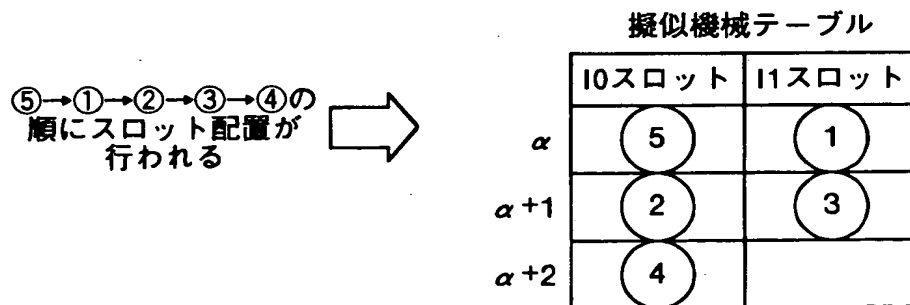 擬似機械テーブル
⑤→①→②→③→④の
順にスロット配置が
行われる
I0スロット I1スロット
α 5 1
α+1 2 3
α+2 4